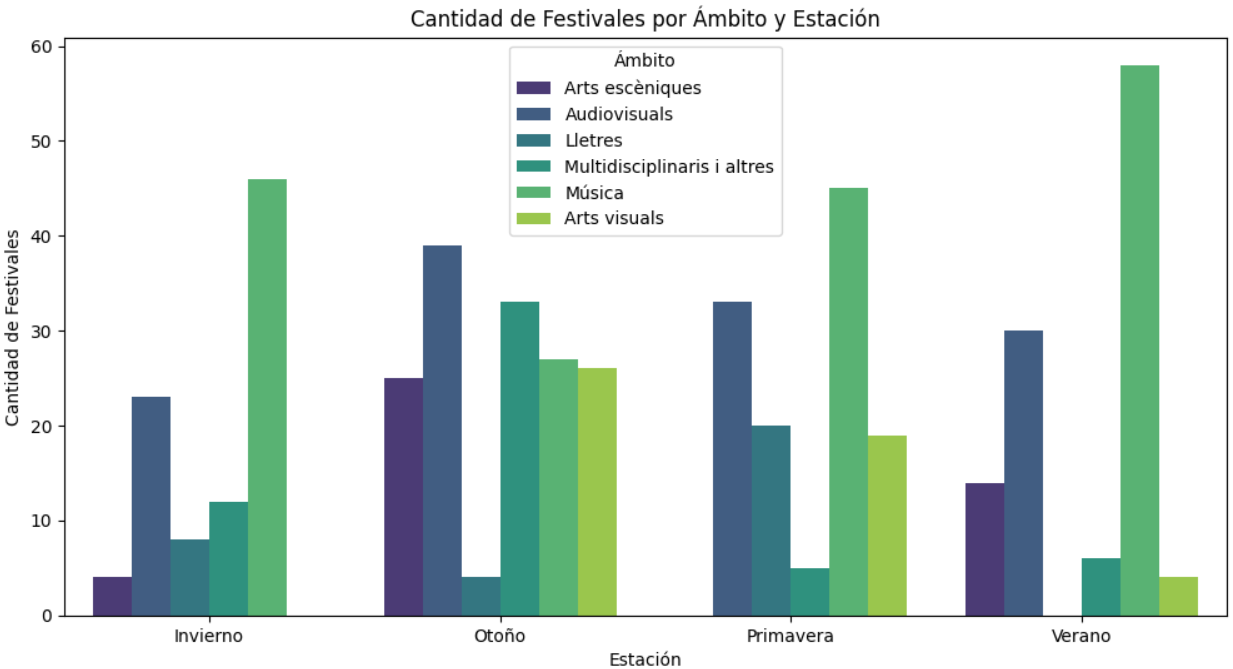 Cantidad de Festivales por Ámbito y Estación
Cantidad de Festivales
60
50
40
30
20
10
0
Ámbito
Arts escèniques
Audiovisuals
Lletres
Multidisciplinaris i altres
Música
Arts visuals
Invierno
Otoño
Primavera
Verano
Estación